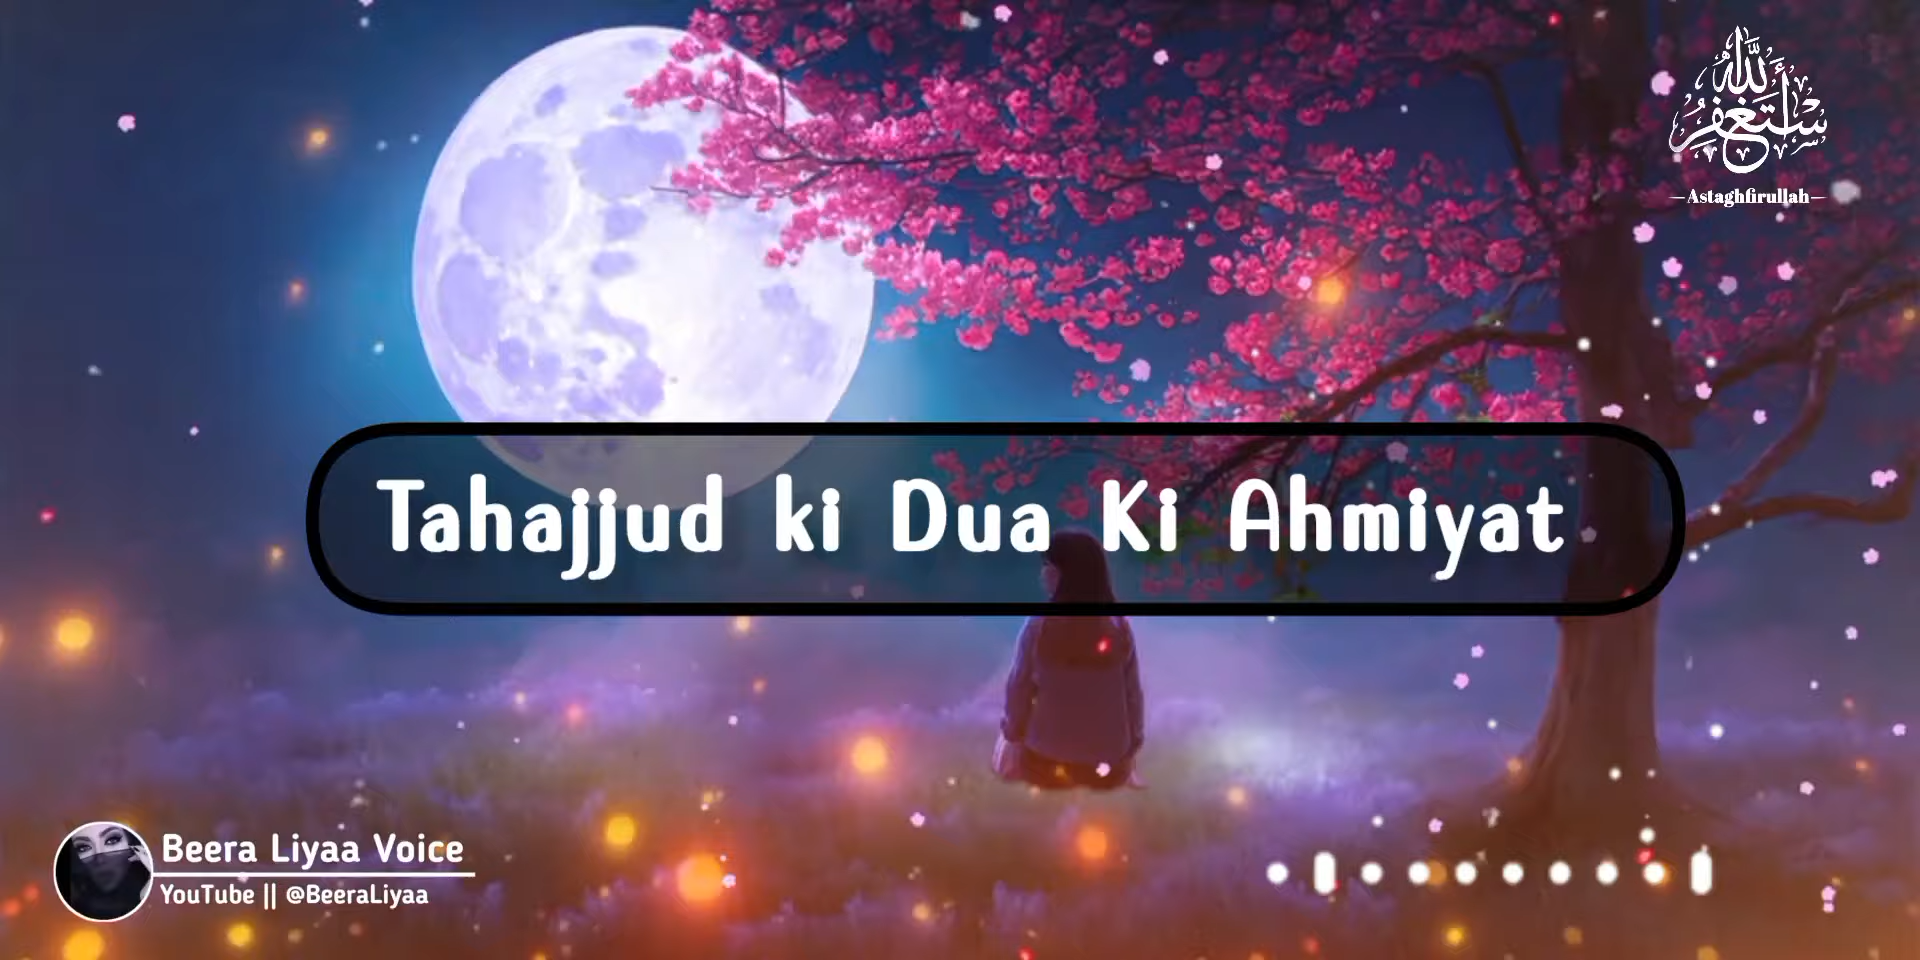 أستغفر الله
Astaghfirullah
Tahajjud ki Dua Ki Ahmiyat
Beera Liyaa Voice
YouTube || @BeeraLiyaa